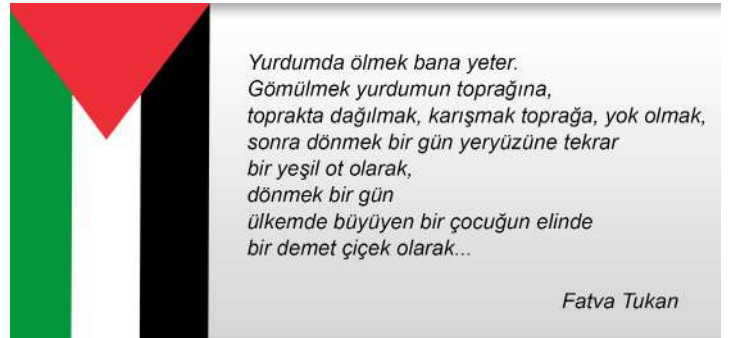 Yurdumda ölmek bana yeter.
Gömülmek yurdumun toprağına,
toprakta dağılmak, karışmak toprağa, yok olmak,
sonra dönmek bir gün yeryüzüne tekrar
bir yeşil ot olarak,
dönmek bir gün
ülkemde büyüyen bir çocuğun elinde
bir demet çiçek olarak...
Fatva Tukan